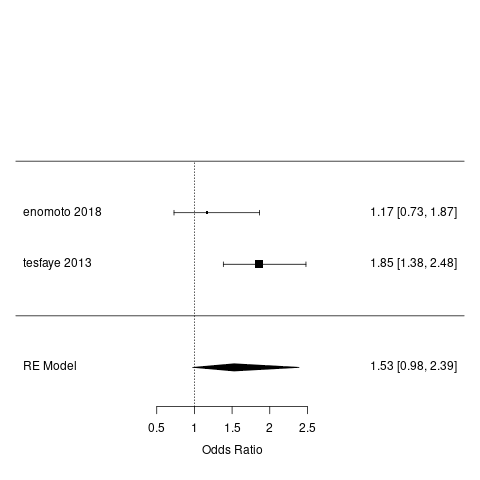 enomoto 2018 1.17 [0.73, 1.87]
tesfaye 2013 1.85 [1.38, 2.48]
RE Model 1.53 [0.98, 2.39]
0.5 1 1.5 2 2.5
Odds Ratio